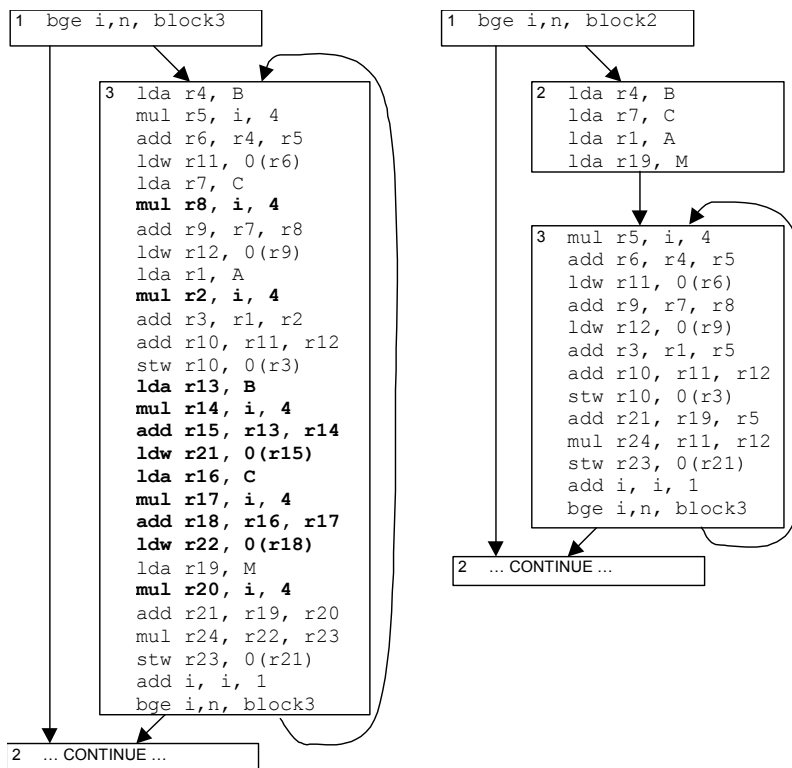 1 bge i,n, block3
3 lda r4, B
mul r5, i, 4
add r6, r4, r5
ldw r11, 0(r6)
lda r7, C
mul r8, i, 4
add r9, r7, r8
ldw r12, 0(r9)
lda r1, A
mul r2, i, 4
add r3, r1, r2
add r10, r11, r12
stw r10, 0(r3)
lda r13, B
mul r14, i, 4
add r15, r13, r14
ldw r21, 0(r15)
lda r16, C
mul r17, i, 4
add r18, r16, r17
ldw r22, 0(r18)
lda r19, M
mul r20, i, 4
add r21, r19, r20
mul r24, r22, r23
stw r23, 0(r21)
add i, i, 1
bge i,n, block3
2 … CONTINUE …
1 bge i,n, block2
2 lda r4, B
lda r7, C
lda r1, A
lda r19, M
3 mul r5, i, 4
add r6, r4, r5
ldw r11, 0(r6)
add r9, r7, r8
ldw r12, 0(r9)
add r3, r1, r5
add r10, r11, r12
stw r10, 0(r3)
add r21, r19, r5
mul r24, r11, r12
stw r23, 0(r21)
add i, i, 1
bge i,n, block3
2 … CONTINUE …